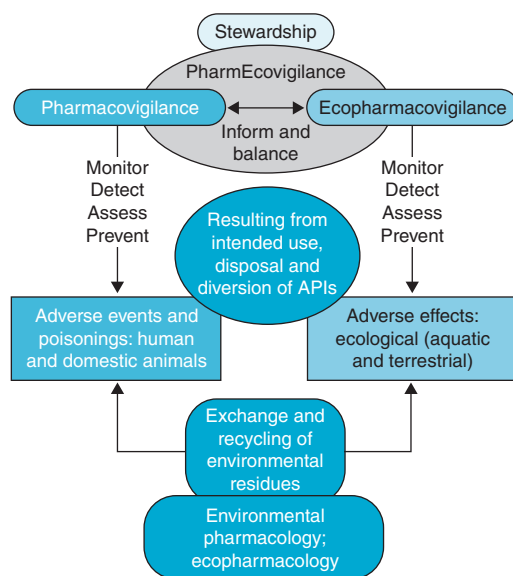 Stewardship
PharmEcovigilance
Pharmacovigilance
Ecopharmacovigilance
Inform and
balance
Monitor
Detect
Assess
Prevent
Monitor
Detect
Assess
Prevent
Resulting from
intended use,
disposal and
diversion of APIs
Adverse events and
poisonings: human
and domestic animals
Adverse effects:
ecological (aquatic
and terrestrial)
Exchange and
recycling of
environmental
residues
Environmental
pharmacology;
ecopharmacology